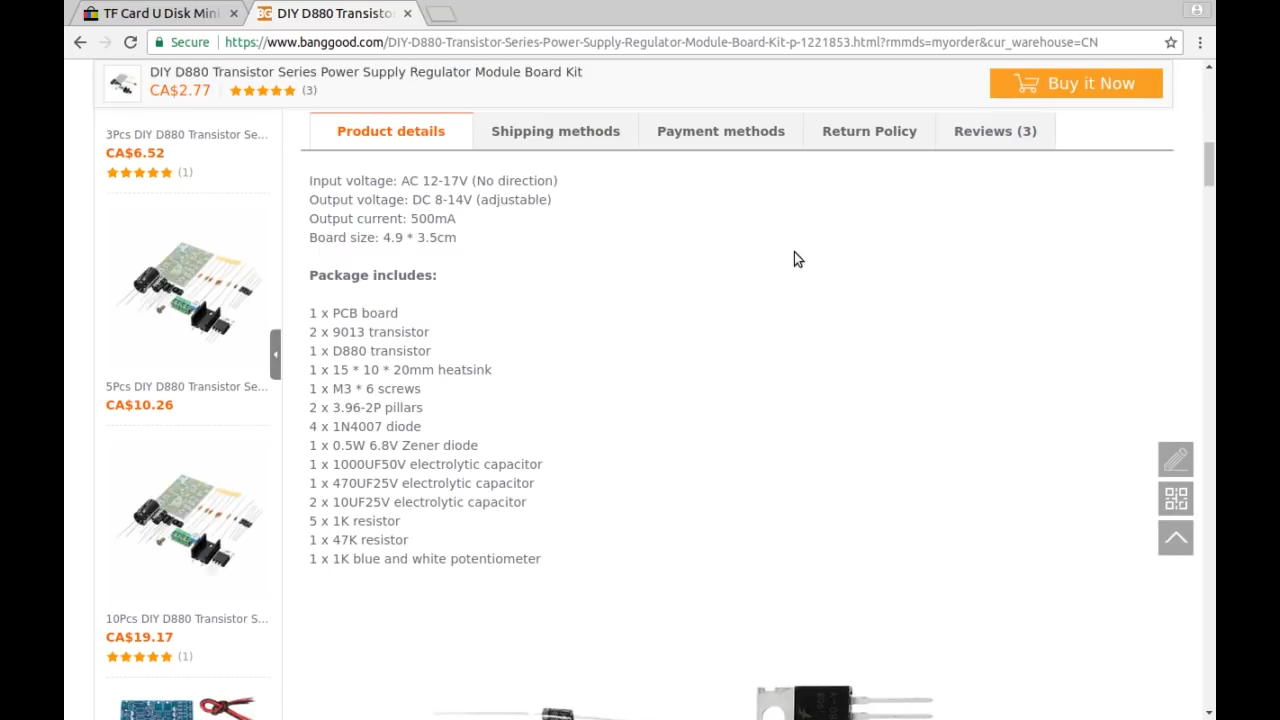 TF Card U Disk Mini
DIY D880 Transistor
Secure
https://www.banggood.com/DIY-D880-Transistor-Series-Power-Supply-Regulator-Module-Board-Kit-p-1221853.html?rmmds=myorder&cur_warehouse=CN
DIY D880 Transistor Series Power Supply Regulator Module Board Kit
CA$2.77 (3)
Buy it Now
3Pcs DIY D880 Transistor Se...
CA$6.52
(1)
5Pcs DIY D880 Transistor Se...
CA$10.26
10Pcs DIY D880 Transistor S...
CA$19.17
(1)
Product details
Shipping methods
Payment methods
Return Policy
Reviews (3)
Input voltage: AC 12-17V (No direction)
Output voltage: DC 8-14V (adjustable)
Output current: 500mA
Board size: 4.9 * 3.5cm
Package includes:
1 x PCB board
2 x 9013 transistor
1 x D880 transistor
1 x 15 * 10 * 20mm heatsink
1 x M3 * 6 screws
2 x 3.96-2P pillars
4 x 1N4007 diode
1 x 0.5W 6.8V Zener diode
1 x 1000UF50V electrolytic capacitor
1 x 470UF25V electrolytic capacitor
2 x 10UF25V electrolytic capacitor
5 x 1K resistor
1 x 47K resistor
1 x 1K blue and white potentiometer